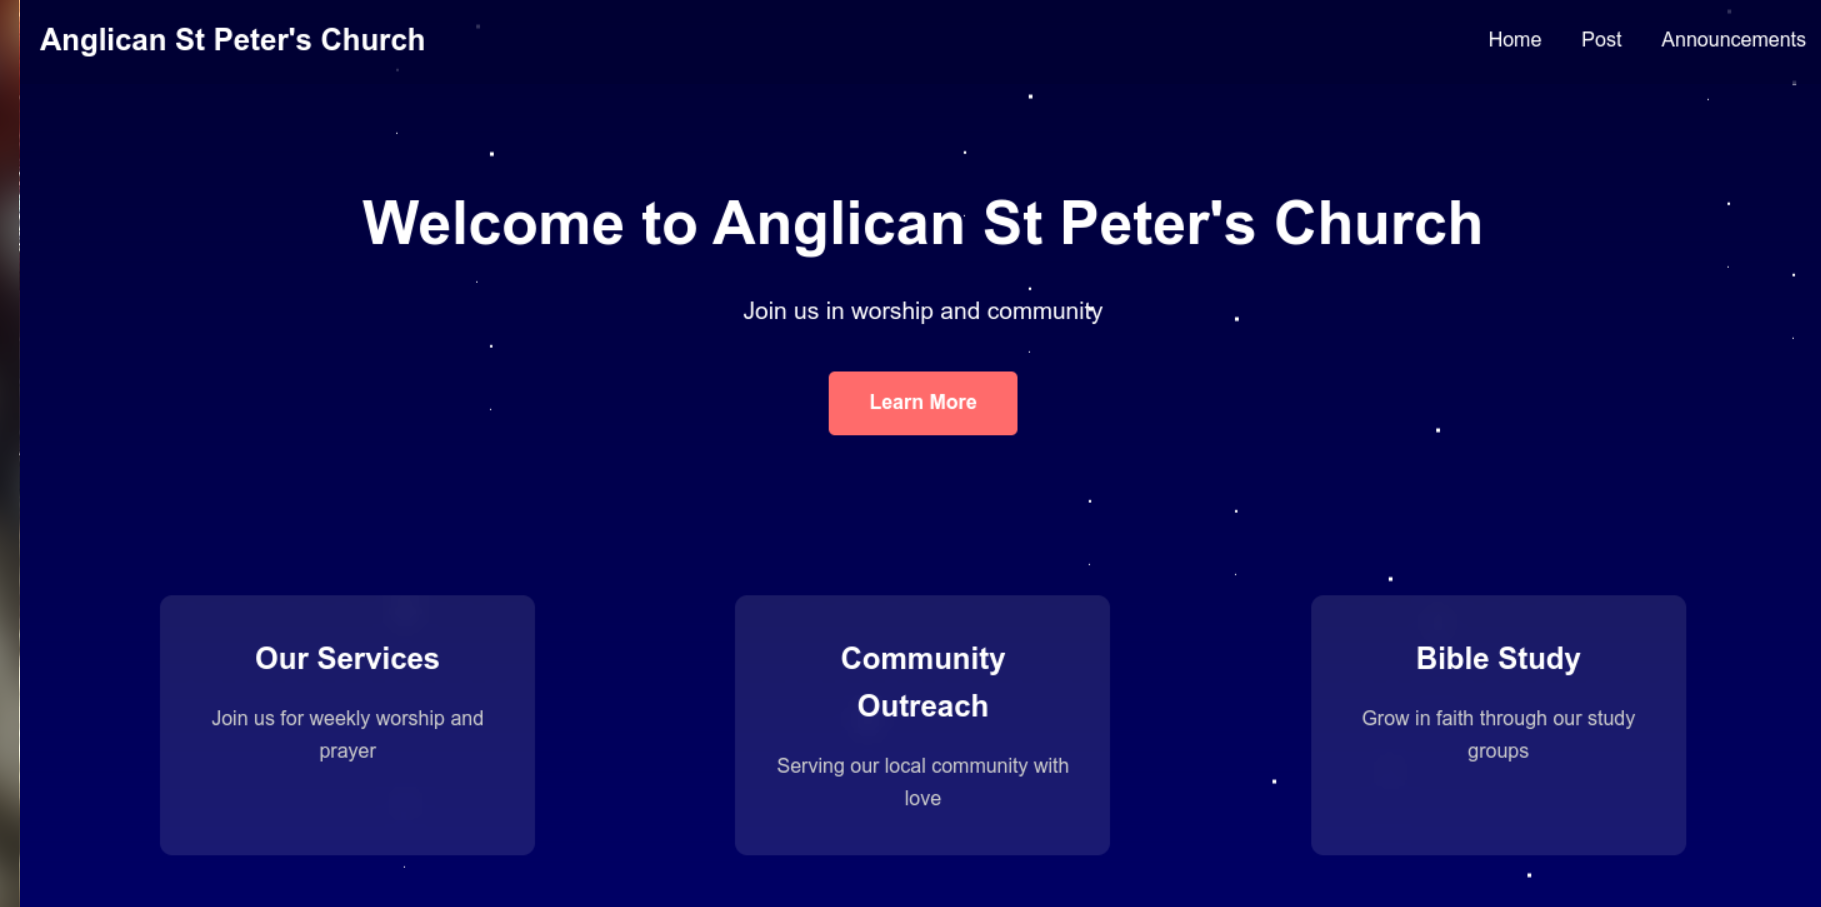 Anglican St Peter's Church
Home Post Announcements
Welcome to Anglican St Peter's Church
Join us in worship and community
Learn More
Our Services
Join us for weekly worship and
prayer
Community
Outreach
Serving our local community with
love
Bible Study
Grow in faith through our study
groups